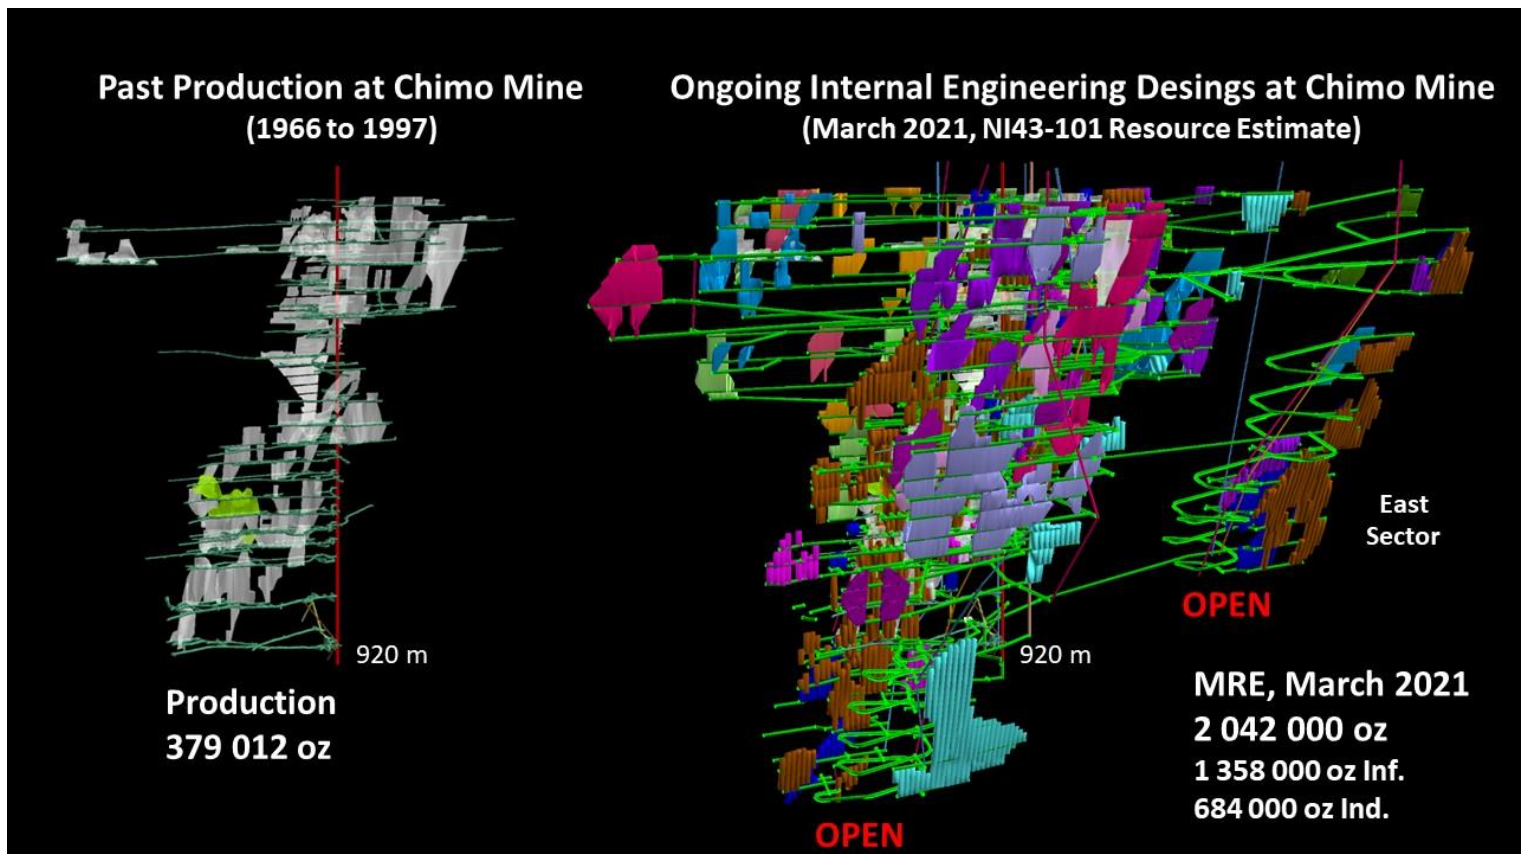 Past Production at Chimo Mine
(1966 to 1997)
920 m
Production
379 012 oz
Ongoing Internal Engineering Desings at Chimo Mine
(March 2021, NI43-101 Resource Estimate)
East
Sector
OPEN
920 m
MRE, March 2021
2 042 000 oz
1 358 000 oz Inf.
684 000 oz Ind.
OPEN